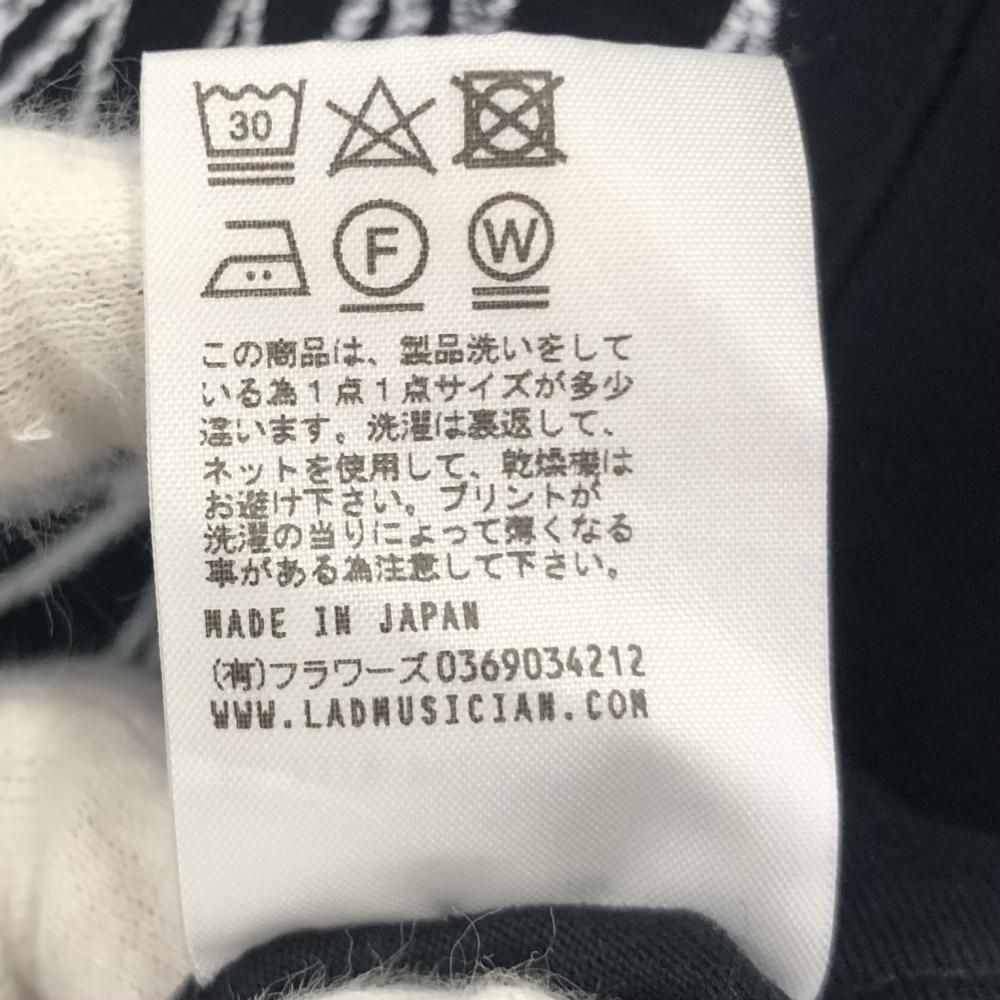 30
F W
この商品は、製品洗いをして
いる為1点1点サイズが多少
違います。洗濯は裏返して、
ネットを使用して、乾燥機は
お避け下さい。プリントが
洗濯の当りによって薄くなる
事がある為注意して下さい。
MADE IN JAPAN
(有)フラワーズ0369034212
WWW.LADMUSICIAN.COM